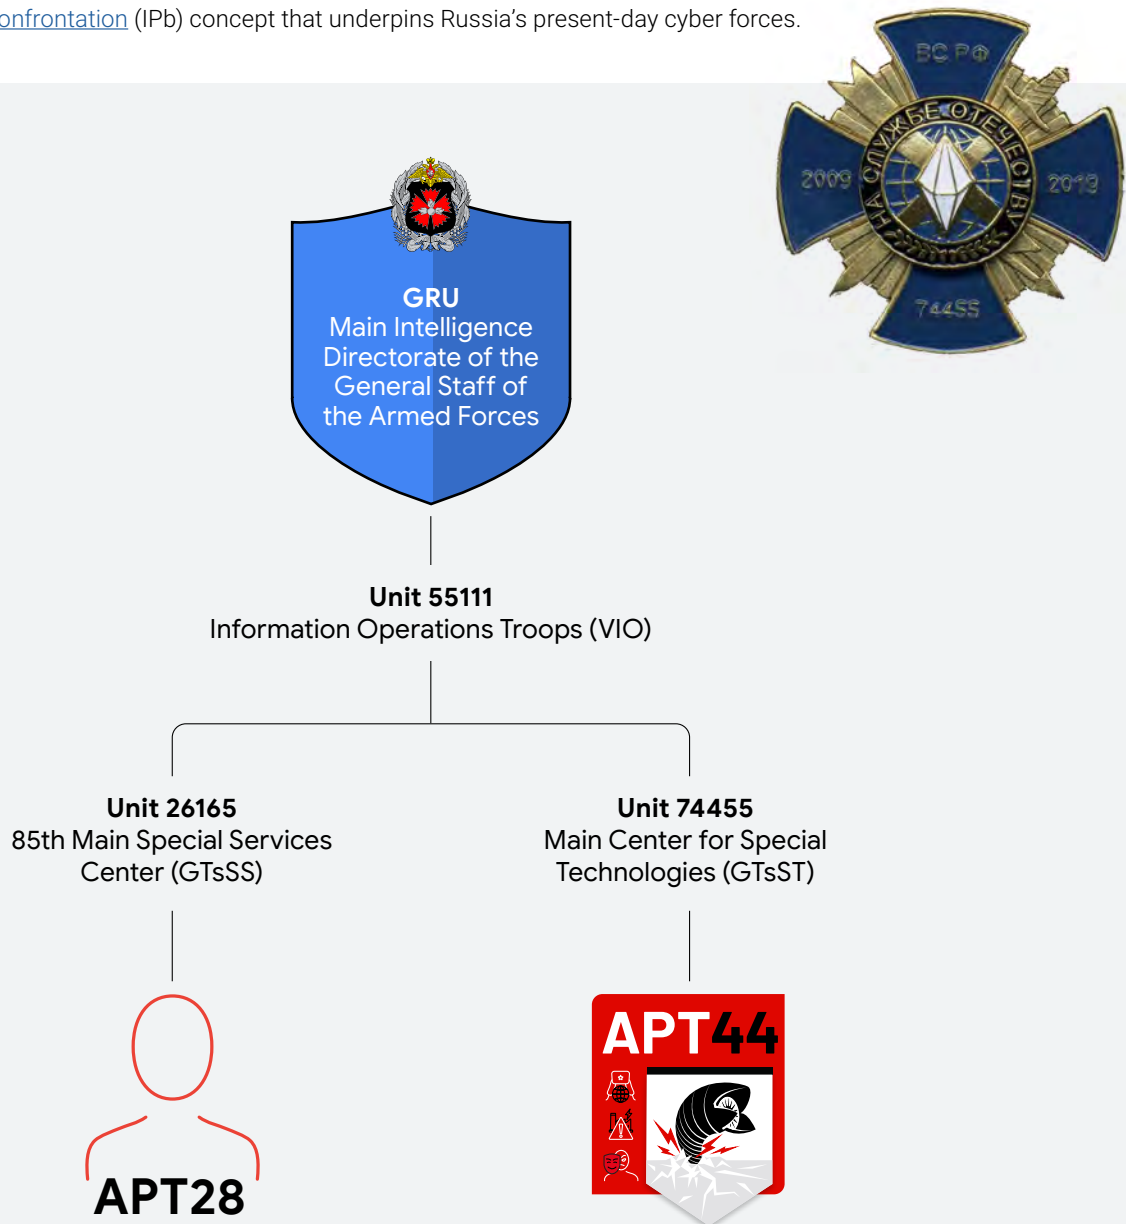 onfrontation (IPb) concept that underpins Russia’s present-day cyber forces.
ВС РФ
НА СЛУЖБЕ ОТЕЧЕСТВУ
2009
2019
74455
GRU
Main Intelligence
Directorate of the
General Staff of
the Armed Forces
Unit 55111
Information Operations Troops (VIO)
Unit 26165
85th Main Special Services
Center (GTsSS)
Unit 74455
Main Center for Special
Technologies (GTsST)
APT28
APT44